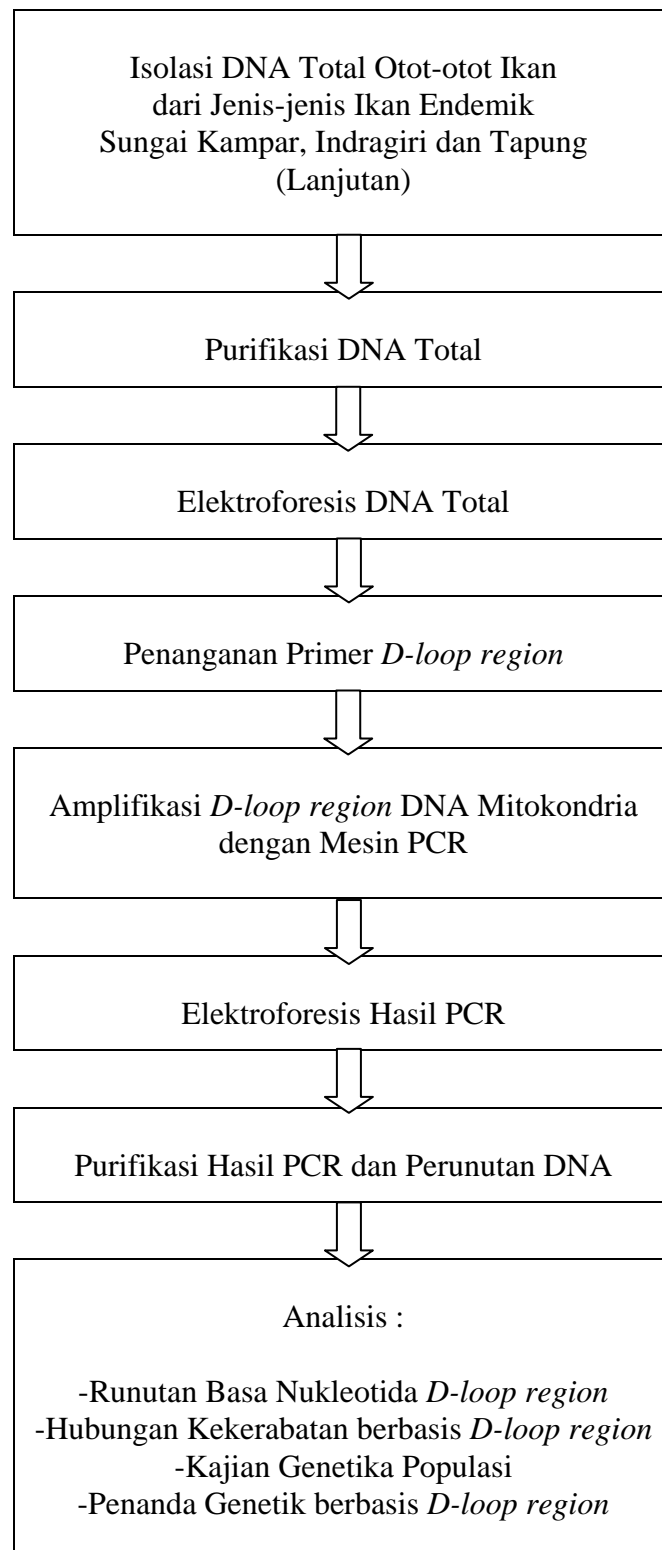 Isolasi DNA Total Otot-otot Ikan
dari Jenis-jenis Ikan Endemik
Sungai Kampar, Indragiri dan Tapung
(Lanjutan)
Purifikasi DNA Total
Elektroforesis DNA Total
Penanganan Primer D-loop region
Amplifikasi D-loop region DNA Mitokondria
dengan Mesin PCR
Elektroforesis Hasil PCR
Purifikasi Hasil PCR dan Perunutan DNA
Analisis :
-Runutan Basa Nukleotida D-loop region
-Hubungan Kekerabatan berbasis D-loop region
-Kajian Genetika Populasi
-Penanda Genetik berbasis D-loop region